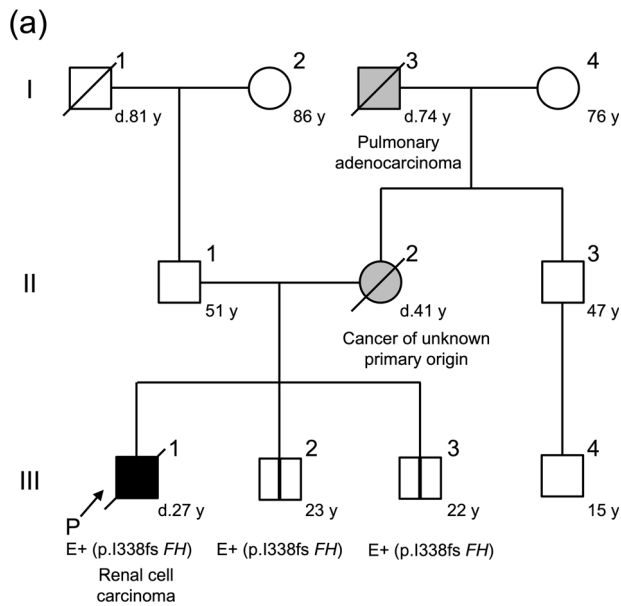 (a)
1 2 3 4
I
d.81 y 86 y d.74 y 76 y
Pulmonary
adenocarcinoma
1 2 3
II
51 y d.41 y 47 y
Cancer of unknown
primary origin
1 2 3 4
III
P d.27 y 23 y 22 y 15 y
E+ (p.I338fs FH) E+ (p.I338fs FH) E+ (p.I338fs FH)
Renal cell
carcinoma